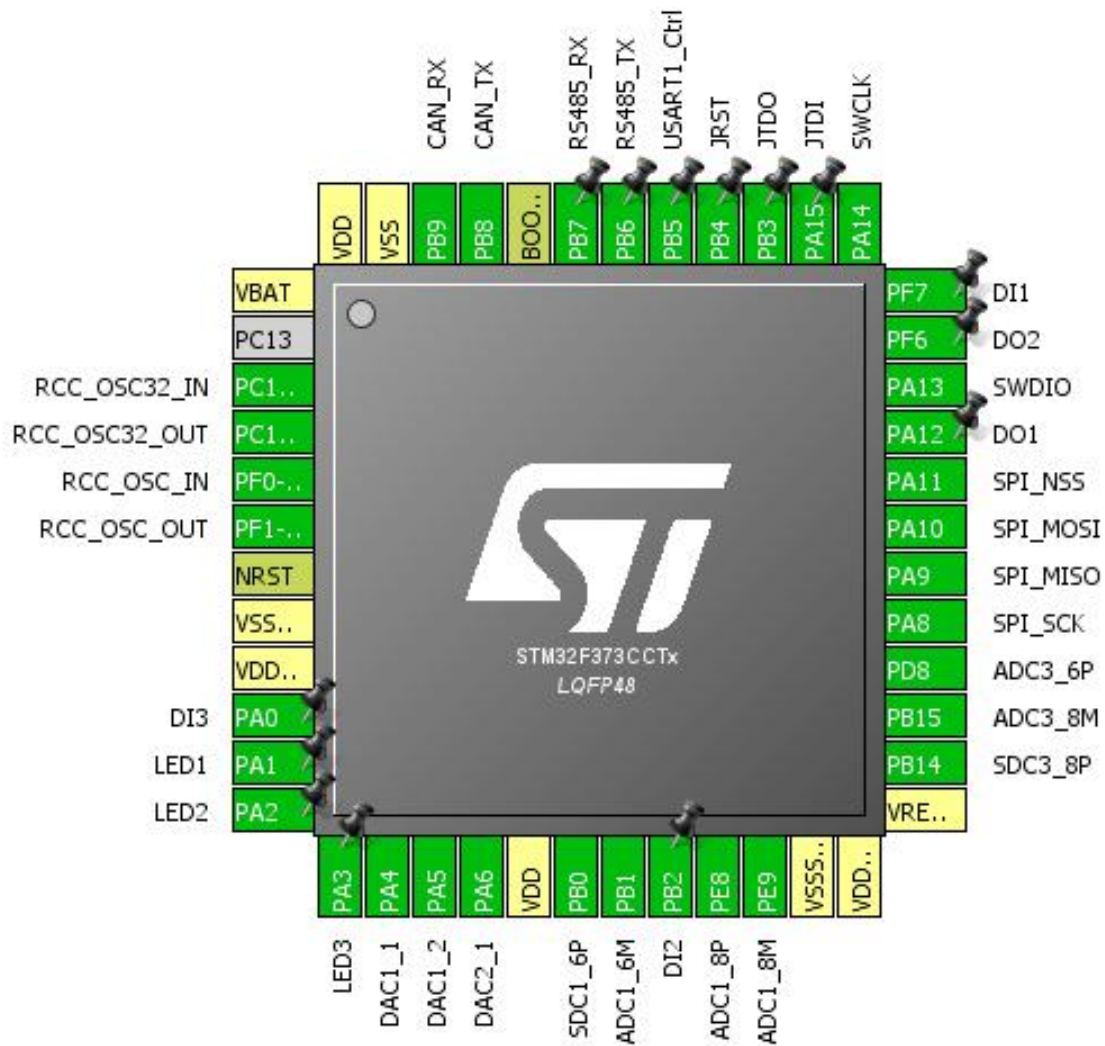 CAN_RX
CAN_TX
RS485_RX
RS485_TX
USART1_Ctrl
JRST
JTDO
JTDI
SWCLK
VDD
VSS
PB9
PB8
BOO..
PB7
PB6
PB5
PB4
PB3
PA15
PA14
VBAT
PC13
RCC_OSC32_IN PC1..
RCC_OSC32_OUT PC1..
RCC_OSC_IN PF0-..
RCC_OSC_OUT PF1-..
NRST
VSS..
VDD..
DI3 PA0
LED1 PA1
LED2 PA2
ST
STM32F373CCTx
LQFP48
PF7 DI1
PF6 DO2
PA13 SWDIO
PA12 DO1
PA11 SPI_NSS
PA10 SPI_MOSI
PA9 SPI_MISO
PA8 SPI_SCK
PD8 ADC3_6P
PB15 ADC3_8M
PB14 SDC3_8P
VRE..
PA3
PA4
PA5
PA6
VDD
PB0
PB1
PB2
PE8
PE9
VSSS..
VDD..
LED3
DAC1_1
DAC1_2
DAC2_1
SDC1_6P
ADC1_6M
DI2
ADC1_8P
ADC1_8M